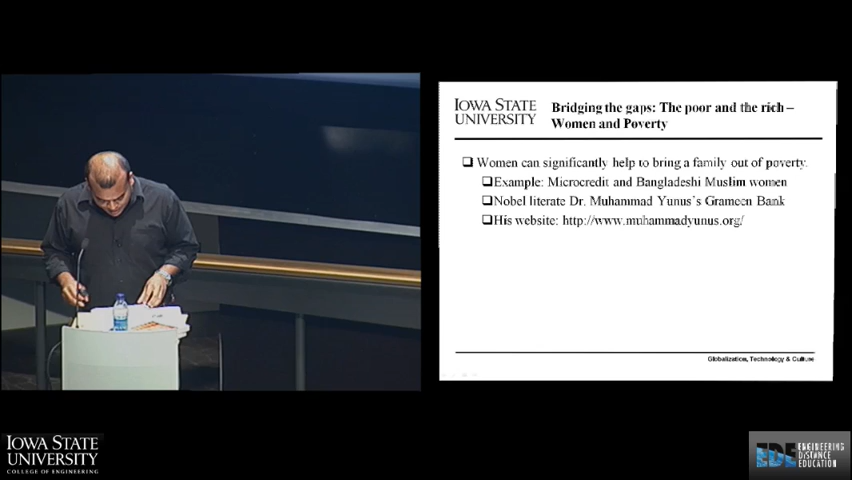 IOWA STATE
UNIVERSITY
Bridging the gaps: The poor and the rich –
Women and Poverty
Women can significantly help to bring a family out of poverty.
Example: Microcredit and Bangladeshi Muslim women
Nobel literate Dr. Muhammad Yunus's Grameen Bank
His website: http://www.muhammadyunus.org/
Globalization, Technology & Culture
IOWA STATE
UNIVERSITY
COLLEGE OF ENGINEERING
EDE ENGINEERING
DISTANCE
EDUCATION